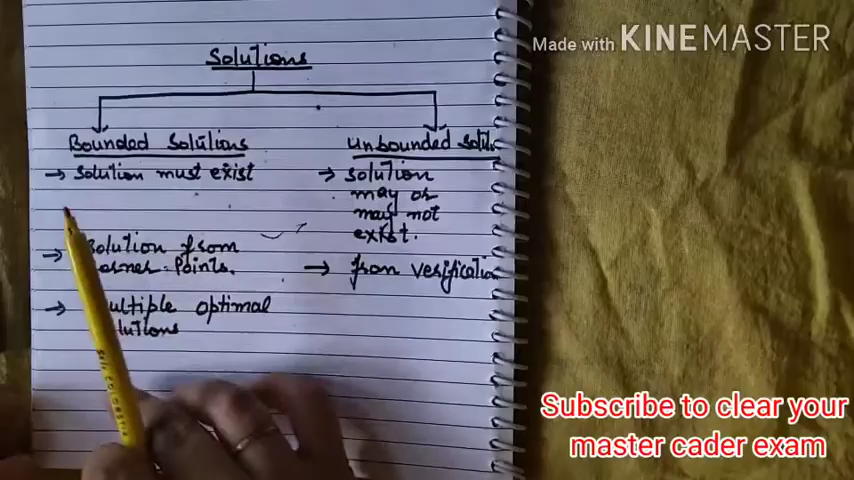 Solutions
Bounded Solutions
→ Solution must exist
→ Solution from
Points.
→ Multiple optimal
unbounded
→ solution
may or
may not
exist.
→ from
Made with KINEMASTER
Subscribe to clear your
master cader exam